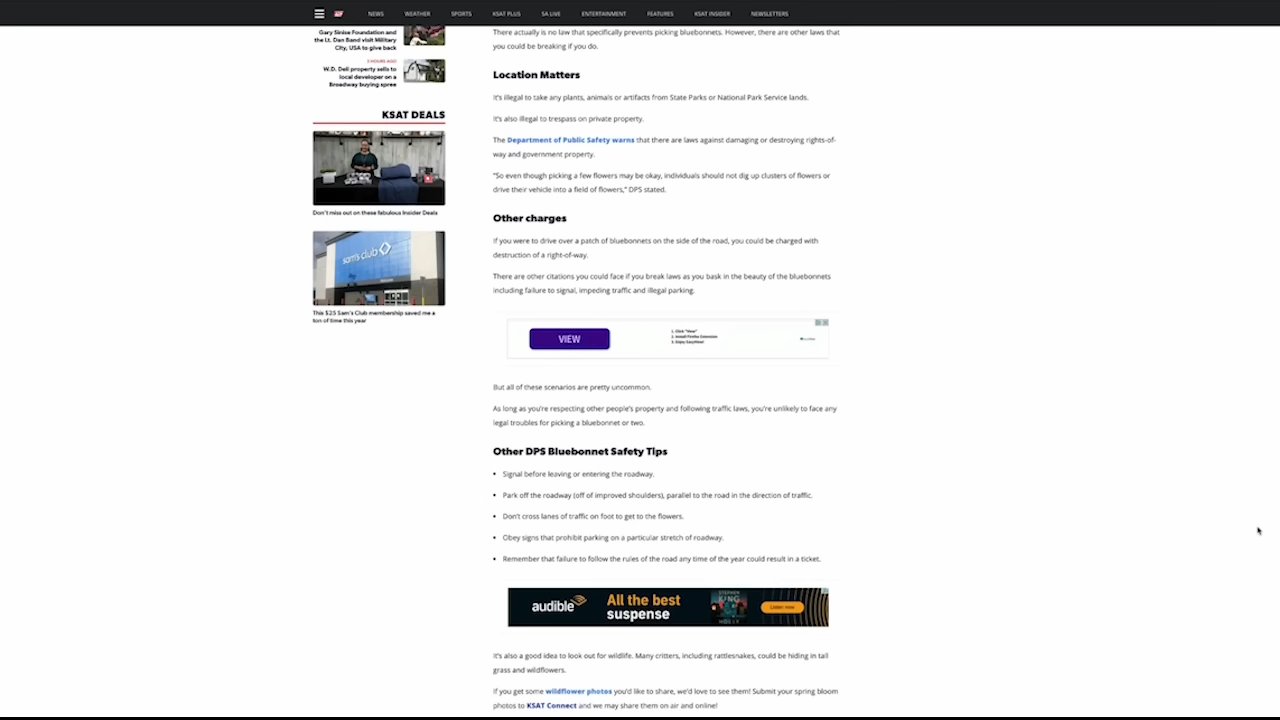 NEWS WEATHER SPORTS KSAT PLUS SA LIVE ENTERTAINMENT FEATURES KSAT INSIDER NEWSLETTERS
Gary Sinise Foundation and
the Lt. Dan Band visit Military
City, USA to give back
W.D. Deli property sells to
local developer on a
Broadway buying spree
KSAT DEALS
sam's club
Don't miss out on these fabulous Insider Deals
This $25 Sam's Club membership saved me a
ton of time this year
There actually is no law that specifically prevents picking bluebonnets. However, there are other laws that
you could be breaking if you do.
Location Matters
It's illegal to take any plants, animals or artifacts from State Parks or National Park Service lands.
It's also illegal to trespass on private property.
The Department of Public Safety warns that there are laws against damaging or destroying rights-of-
way and government property.
"So even though picking a few flowers may be okay, individuals should not dig up clusters of flowers or
drive their vehicle into a field of flowers," DPS stated.
Other charges
If you were to drive over a patch of bluebonnets on the side of the road, you could be charged with
destruction of a right-of-way.
There are other citations you could face if you break laws as you bask in the beauty of the bluebonnets
including failure to signal, impeding traffic and illegal parking.
VIEW
1. Click "View"
2. Install Firefox Extension
3. Enjoy EasyView!
But all of these scenarios are pretty uncommon.
As long as you're respecting other people's property and following traffic laws, you're unlikely to face any
legal troubles for picking a bluebonnet or two.
Other DPS Bluebonnet Safety Tips
• Signal before leaving or entering the roadway.
• Park off the roadway (off of improved shoulders), parallel to the road in the direction of traffic.
• Don't cross lanes of traffic on foot to get to the flowers.
• Obey signs that prohibit parking on a particular stretch of roadway.
• Remember that failure to follow the rules of the road any time of the year could result in a ticket.
audible
All the best
suspense
STEPHEN
KING
HOLLY
Listen now
It's also a good idea to look out for wildlife. Many critters, including rattlesnakes, could be hiding in tall
grass and wildflowers.
If you get some wildflower photos you'd like to share, we'd love to see them! Submit your spring bloom
photos to KSAT Connect and we may share them on air and online!